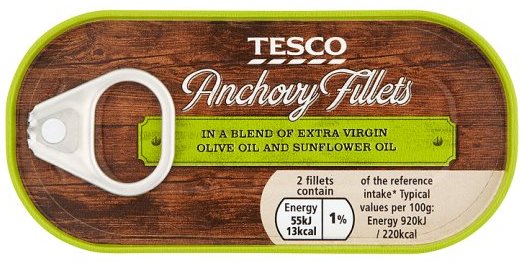 TESCO
Anchovy Fillets
IN A BLEND OF EXTRA VIRGIN
OLIVE OIL AND SUNFLOWER OIL
2 fillets
contain
Energy
55kJ
13kcal
1%
of the reference
intake* Typical
values per 100g:
Energy 920kJ
/ 220kcal